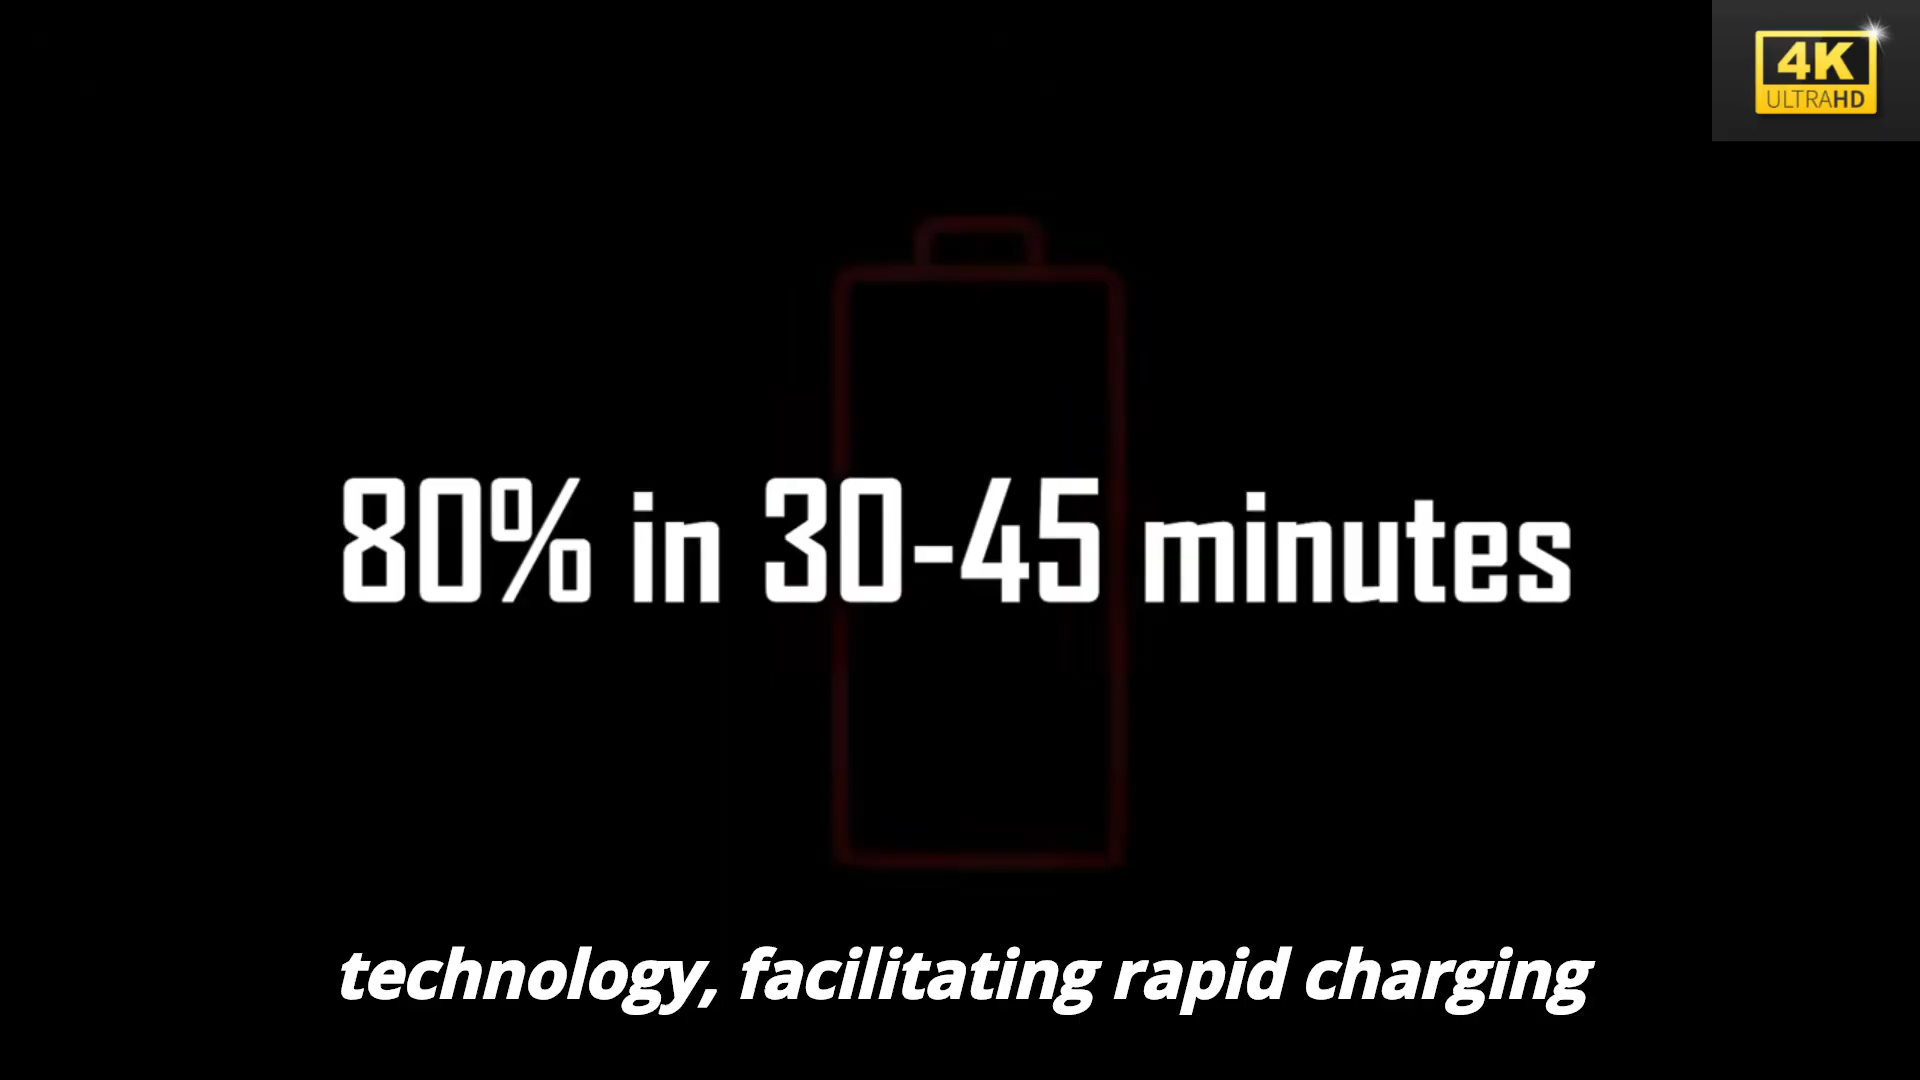 4K
ULTRAHD
80% in 30-45 minutes
technology, facilitating rapid charging